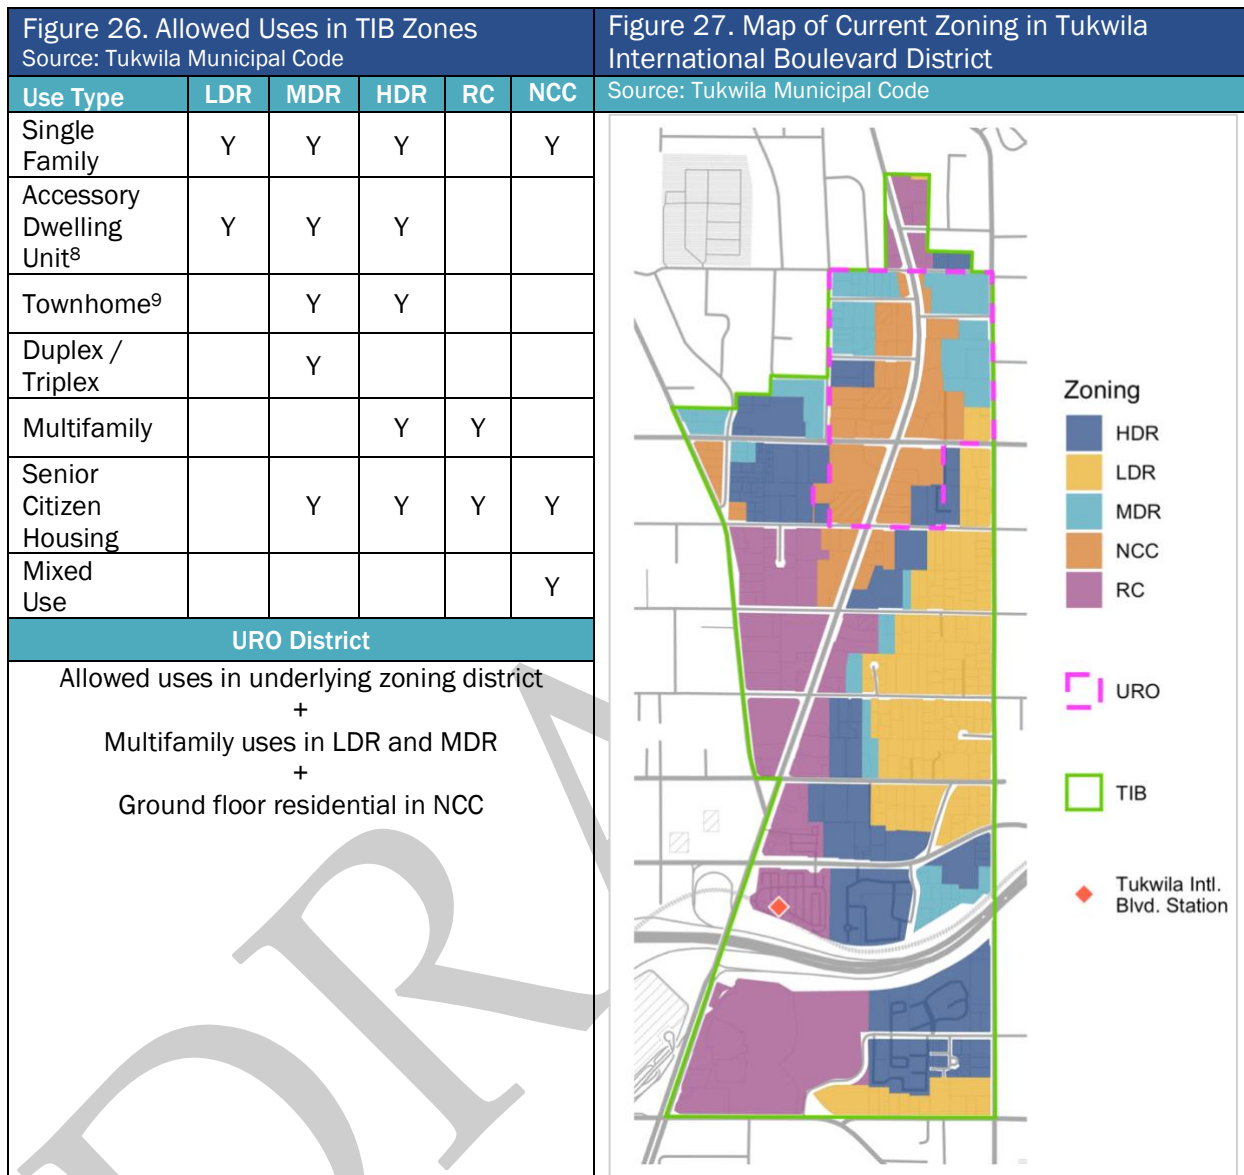 Figure 26. Allowed Uses in TIB Zones
Source: Tukwila Municipal Code
Use Type LDR MDR HDR RC NCC
Single
Family Y Y Y Y
Accessory
Dwelling
Unit⁸ Y Y Y
Townhome⁹ Y Y
Duplex /
Triplex Y
Multifamily Y Y
Senior
Citizen
Housing Y Y Y Y
Mixed
Use Y
URO District
Allowed uses in underlying zoning district
+
Multifamily uses in LDR and MDR
+
Ground floor residential in NCC
Figure 27. Map of Current Zoning in Tukwila
International Boulevard District
Source: Tukwila Municipal Code
Zoning
HDR
LDR
MDR
NCC
RC
URO
TIB
Tukwila Intl.
Blvd. Station
DRA